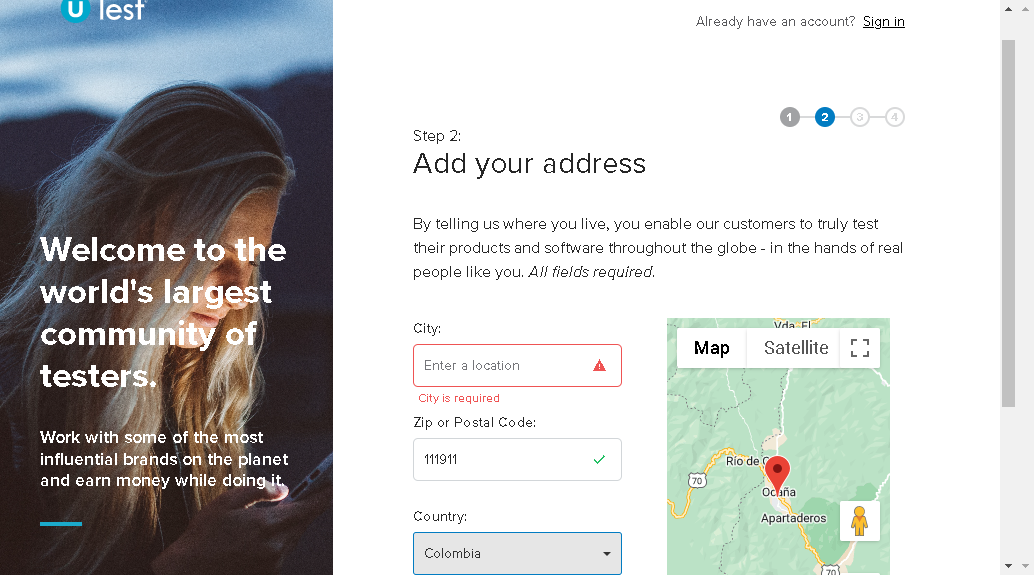 U Test
Already have an account? Sign in
1 2 3 4
Step 2:
Add your address
By telling us where you live, you enable our customers to truly test
their products and software throughout the globe - in the hands of real
people like you. All fields required.
Welcome to the
world's largest
community of
testers.
Work with some of the most
influential brands on the planet
and earn money while doing it.
City:
Enter a location
City is required
Zip or Postal Code:
111911
Country:
Colombia
Vda. El
Map Satellite
Río de
70
Ocaña
Apartaderos
70